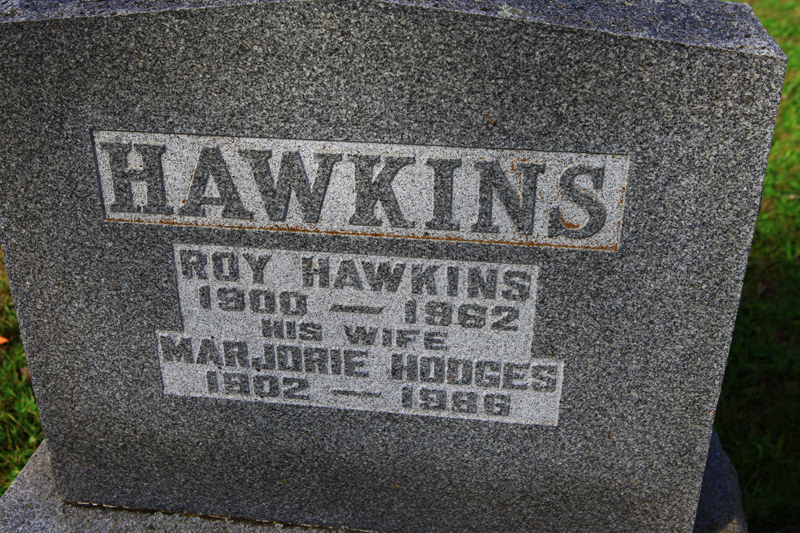 HAWKINS
ROY HAWKINS
1900 — 1962
HIS WIFE
MARJORIE HODGES
1902 — 1986